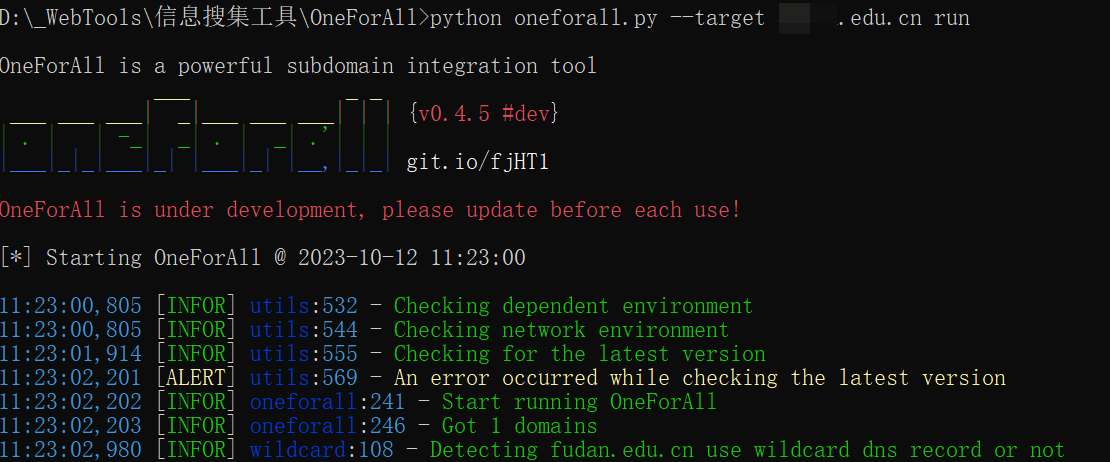 D:\_WebTools\信息搜集工具\OneForAll>python oneforall.py --target .edu.cn run
OneForAll is a powerful subdomain integration tool
{v0.4.5 #dev}
git.io/fjHT1
OneForAll is under development, please update before each use!
[*] Starting OneForAll @ 2023-10-12 11:23:00
11:23:00,805 [INFOR] utils:532 - Checking dependent environment
11:23:00,805 [INFOR] utils:544 - Checking network environment
11:23:01,914 [INFOR] utils:555 - Checking for the latest version
11:23:02,201 [ALERT] utils:569 - An error occurred while checking the latest version
11:23:02,202 [INFOR] oneforall:241 - Start running OneForAll
11:23:02,203 [INFOR] oneforall:246 - Got 1 domains
11:23:02,980 [INFOR] wildcard:108 - Detecting fudan.edu.cn use wildcard dns record or not